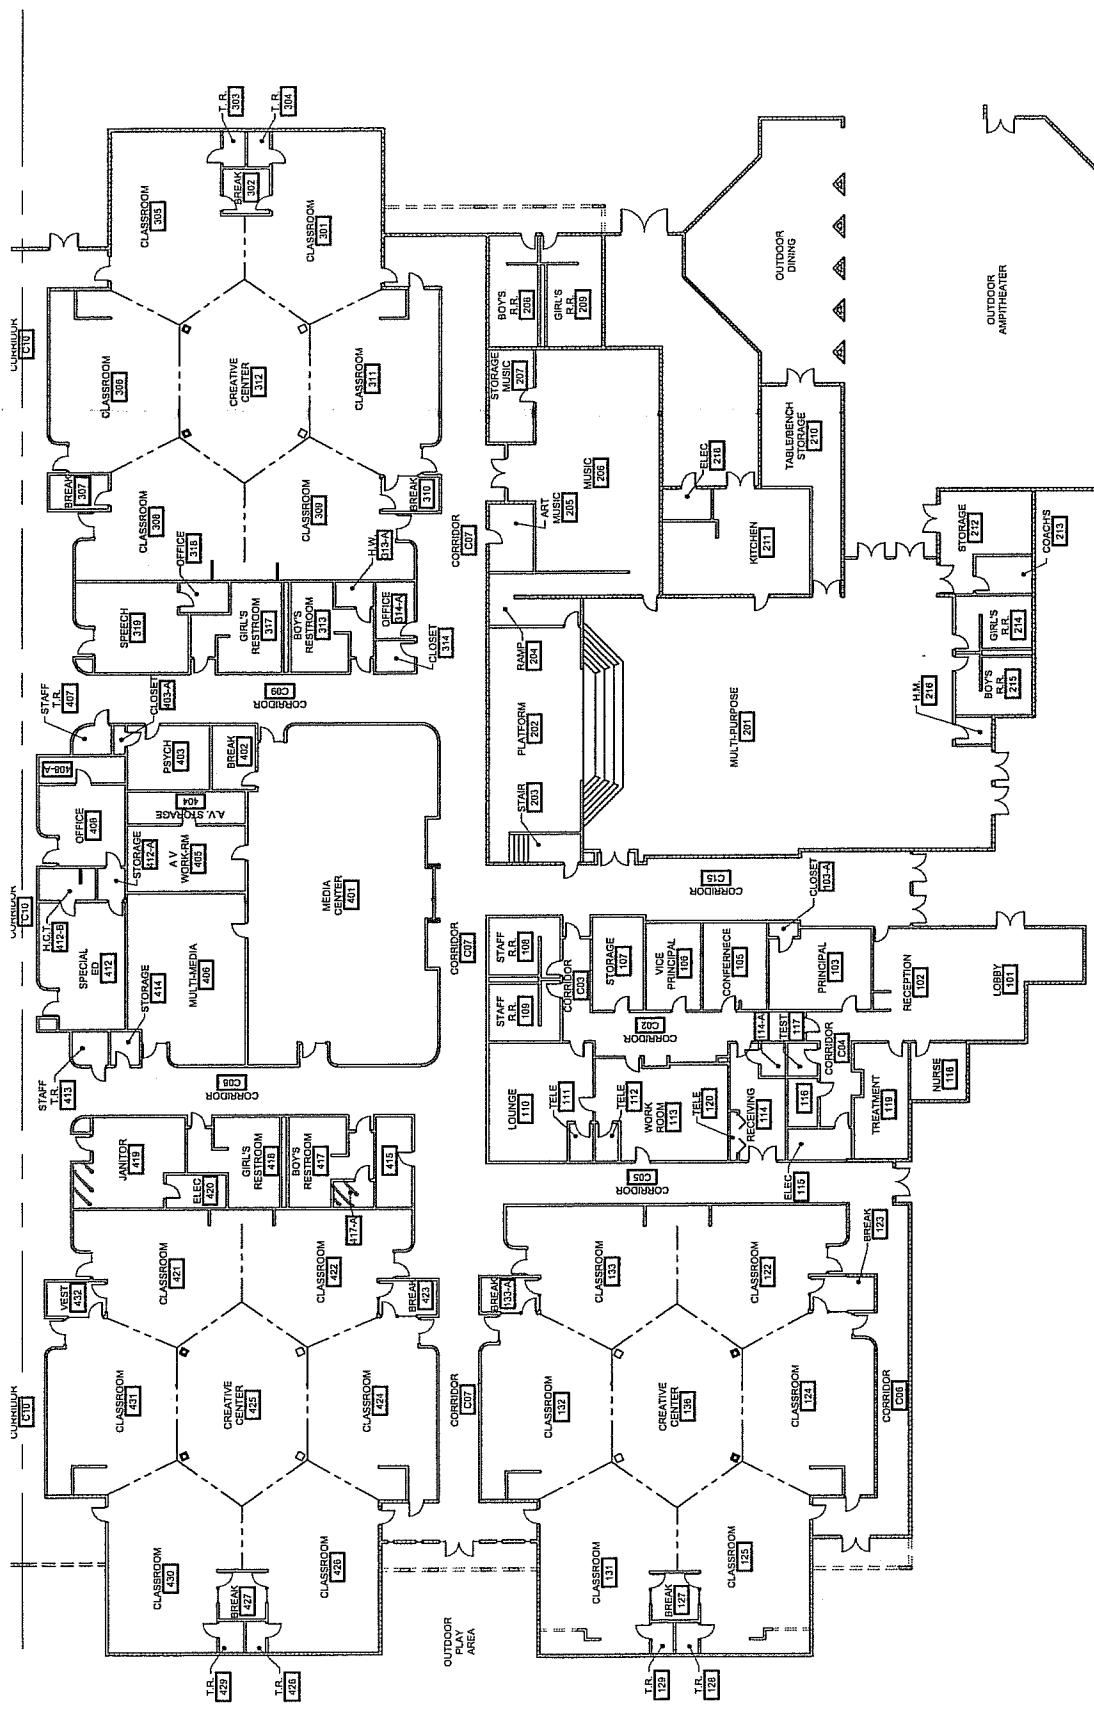 CORRIDOR
C10
CORRIDOR
C10
CORRIDOR
C10
T. R.
303
T. R.
304
CLASSROOM
305
BREAK
302
CLASSROOM
301
CLASSROOM
306
CREATIVE
CENTER
312
CLASSROOM
311
BREAK
307
CLASSROOM
308
CLASSROOM
309
BREAK
310
OFFICE
318
H.W.
313-A
SPEECH
319
GIRL'S
RESTROOM
317
BOY'S
RESTROOM
313
OFFICE
314-A
CLOSET
314
CORRIDOR
C09
STAFF
T.R.
407
CLOSET
403-A
408-A
PSYCH
403
BREAK
402
OFFICE
408
A.V. STORAGE
404
STORAGE
412-A
A V
WORK-RM
405
H.C.T.
412-B
SPECIAL
ED
412
STORAGE
414
MULTI-MEDIA
406
MEDIA
CENTER
401
STAFF
T.R.
413
CORRIDOR
C08
JANITOR
419
ELEC
420
GIRL'S
RESTROOM
418
BOY'S
RESTROOM
417
417-A
415
CLASSROOM
421
CLASSROOM
422
VEST
432
BREAK
423
CLASSROOM
431
CREATIVE
CENTER
425
CLASSROOM
424
CLASSROOM
430
BREAK
427
CLASSROOM
426
T.R.
429
T.R.
426
OUTDOOR
PLAY
AREA
CORRIDOR
C07
CORRIDOR
C07
CORRIDOR
C07
BOY'S
R.R.
208
GIRL'S
R.R.
209
STORAGE
MUSIC
207
MUSIC
206
ART
MUSIC
205
ELEC
218
KITCHEN
211
TABLE/BENCH
STORAGE
210
OUTDOOR
DINING
OUTDOOR
AMPITHEATER
STORAGE
212
COACH'S
213
GIRL'S
R.R.
214
BOY'S
R.R.
215
H.M.
216
RAMP
204
PLATFORM
202
STAIR
203
MULTI-PURPOSE
201
CORRIDOR
C15
CLOSET
103-A
STAFF
R.R.
108
STAFF
R.R.
109
CORRIDOR
C03
STORAGE
107
VICE
PRINCIPAL
106
CONFERNECE
105
PRINCIPAL
103
RECEPTION
102
LOBBY
101
CORRIDOR
C02
114-A
TEST
117
CORRIDOR
C04
LOUNGE
110
TELE
111
TELE
112
WORK
ROOM
113
TELE
120
RECEIVING
114
116
TREATMENT
119
NURSE
118
CORRIDOR
C05
ELEC
115
BREAK
123
CLASSROOM
133
CLASSROOM
122
BREAK
133-A
CLASSROOM
132
CREATIVE
CENTER
136
CLASSROOM
124
CORRIDOR
C06
CLASSROOM
131
BREAK
127
CLASSROOM
125
T.R.
129
T.R.
128